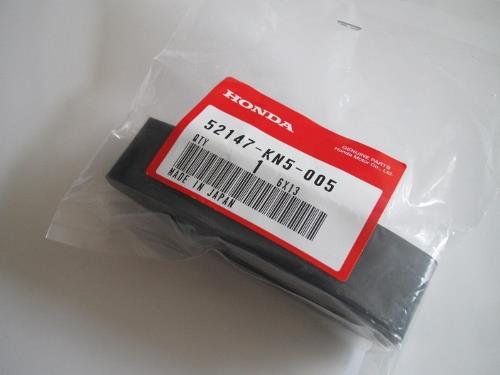 HONDA
GENUINE PARTS
Honda Motor Co., Ltd.
52147-KN5-005
QTY
1
6X13
MADE IN JAPAN